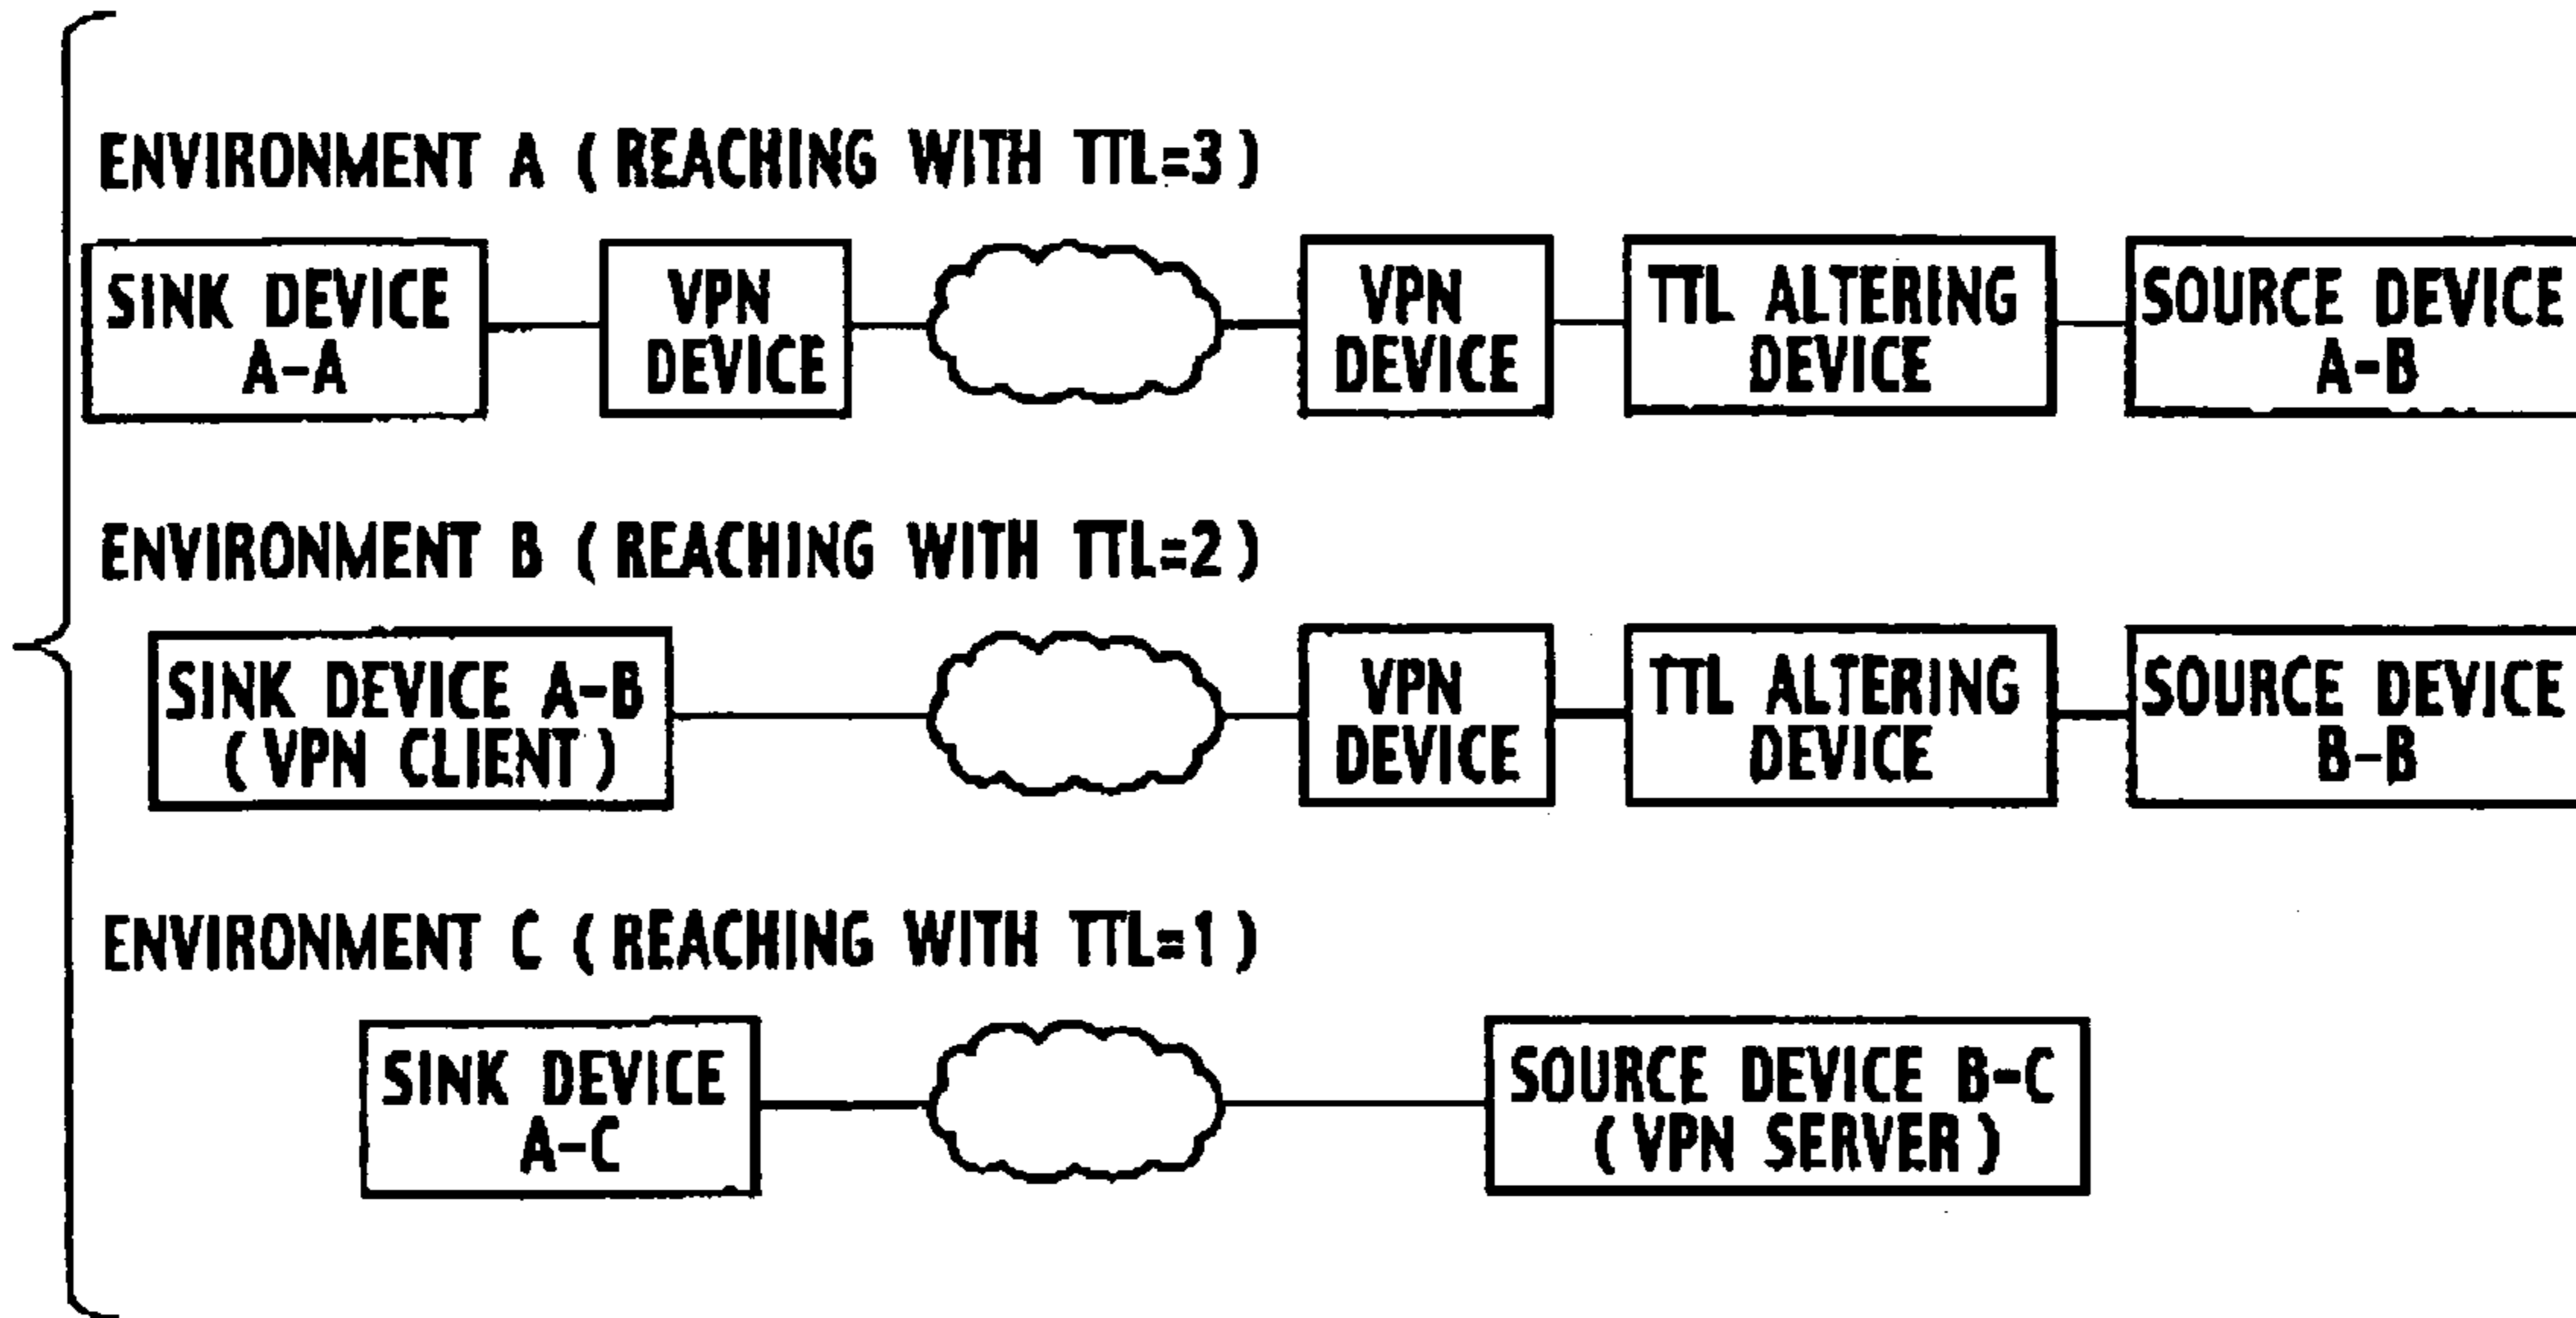 ENVIRONMENT A ( REACHING WITH TTL=3 )
SINK DEVICE
A-A
VPN
DEVICE
VPN
DEVICE
TTL ALTERING
DEVICE
SOURCE DEVICE
A-B
ENVIRONMENT B ( REACHING WITH TTL=2 )
SINK DEVICE A-B
( VPN CLIENT )
VPN
DEVICE
TTL ALTERING
DEVICE
SOURCE DEVICE
B-B
ENVIRONMENT C ( REACHING WITH TTL=1 )
SINK DEVICE
A-C
SOURCE DEVICE B-C
( VPN SERVER )